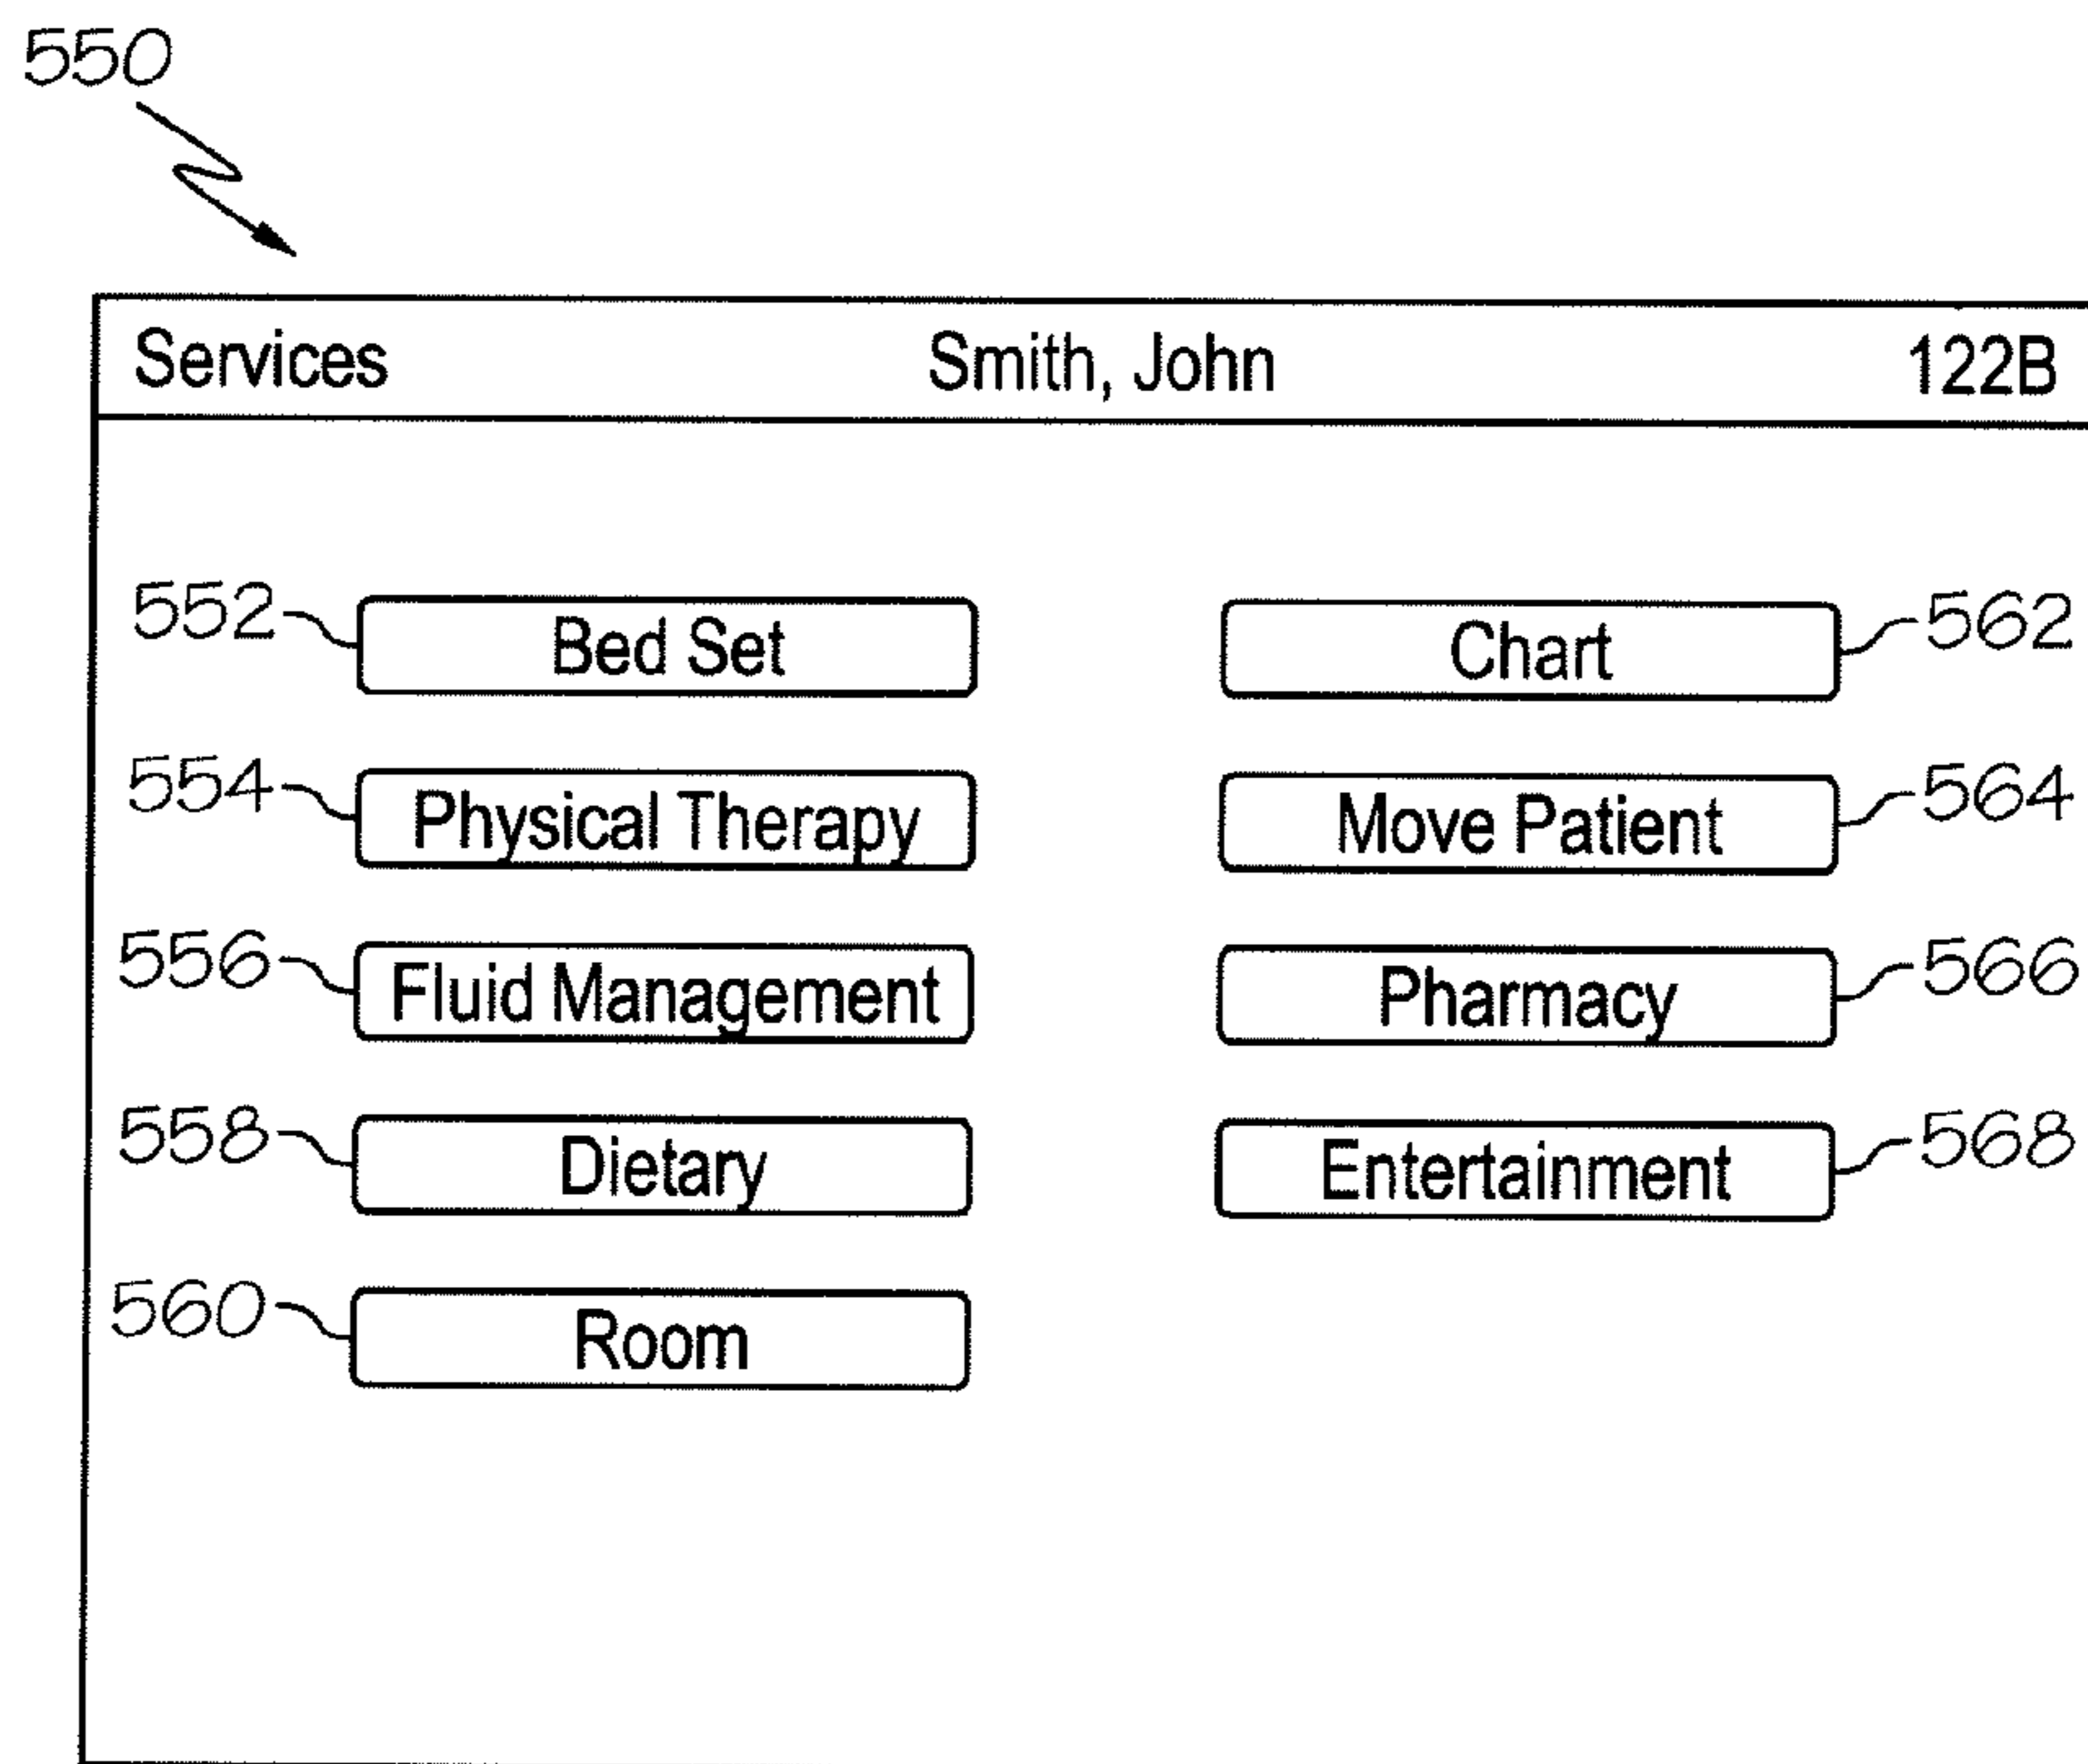 550
Services Smith, John 122B
552 Bed Set Chart 562
554 Physical Therapy Move Patient 564
556 Fluid Management Pharmacy 566
558 Dietary Entertainment 568
560 Room